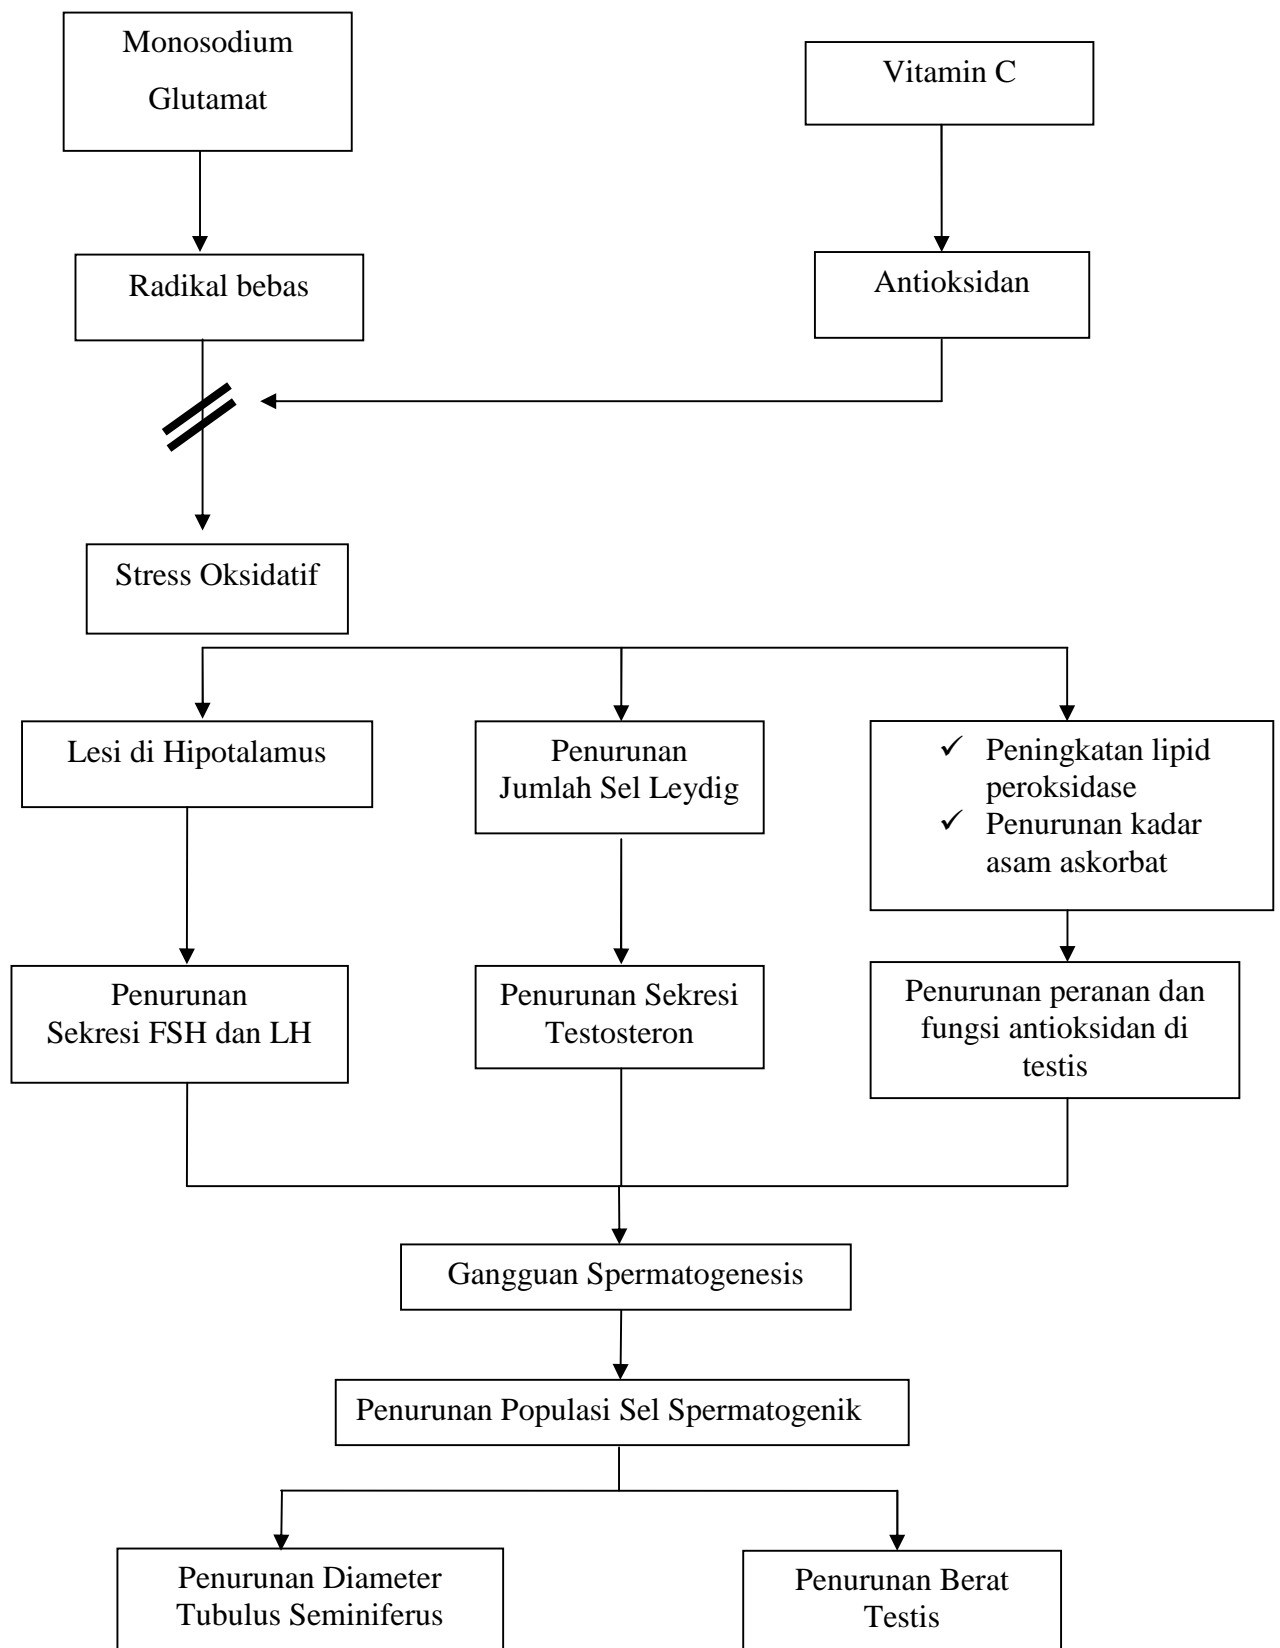 Monosodium
Glutamat
Vitamin C
Radikal bebas
Antioksidan
Stress Oksidatif
Lesi di Hipotalamus
Penurunan
Jumlah Sel Leydig
✓ Peningkatan lipid
peroksidase
✓ Penurunan kadar
asam askorbat
Penurunan
Sekresi FSH dan LH
Penurunan Sekresi
Testosteron
Penurunan peranan dan
fungsi antioksidan di
testis
Gangguan Spermatogenesis
Penurunan Populasi Sel Spermatogenik
Penurunan Diameter
Tubulus Seminiferus
Penurunan Berat
Testis